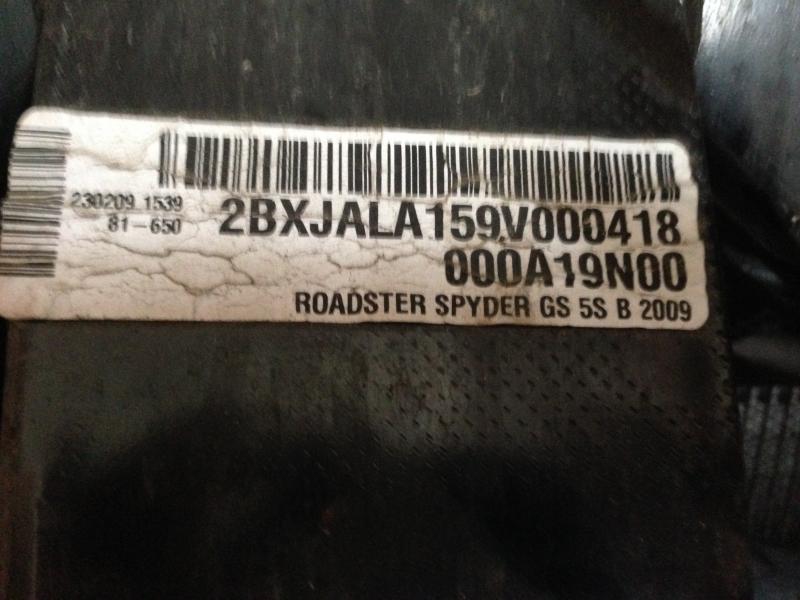 230209 1539
81-650
2BXJALA159V000418
000A19N00
ROADSTER SPYDER GS 5S B 2009